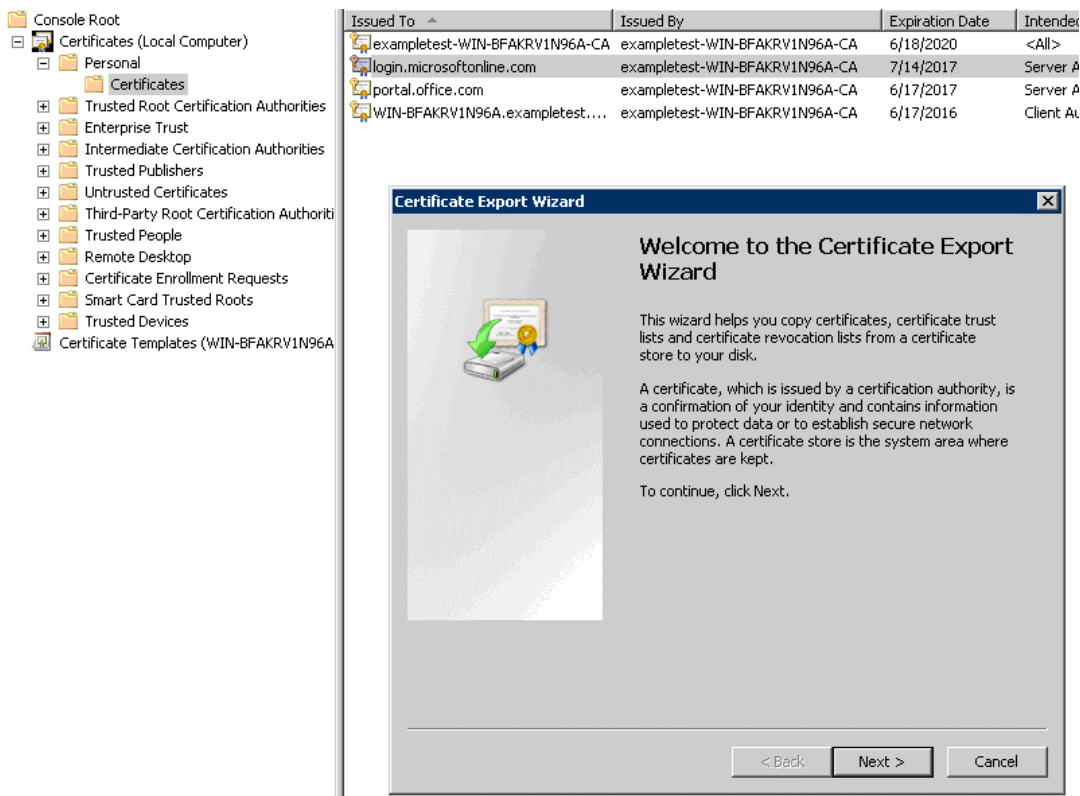 Console Root
Certificates (Local Computer)
Personal
Certificates
Trusted Root Certification Authorities
Enterprise Trust
Intermediate Certification Authorities
Trusted Publishers
Untrusted Certificates
Third-Party Root Certification Authoriti
Trusted People
Remote Desktop
Certificate Enrollment Requests
Smart Card Trusted Roots
Trusted Devices
Certificate Templates (WIN-BFAKRV1N96A
Issued To Issued By Expiration Date Intended
exampletest-WIN-BFAKRV1N96A-CA exampletest-WIN-BFAKRV1N96A-CA 6/18/2020 <All>
login.microsoftonline.com exampletest-WIN-BFAKRV1N96A-CA 7/14/2017 Server A
portal.office.com exampletest-WIN-BFAKRV1N96A-CA 6/17/2017 Server A
WIN-BFAKRV1N96A.exampletest.... exampletest-WIN-BFAKRV1N96A-CA 6/17/2016 Client Au
Certificate Export Wizard
Welcome to the Certificate Export
Wizard
This wizard helps you copy certificates, certificate trust
lists and certificate revocation lists from a certificate
store to your disk.
A certificate, which is issued by a certification authority, is
a confirmation of your identity and contains information
used to protect data or to establish secure network
connections. A certificate store is the system area where
certificates are kept.
To continue, click Next.
< Back Next > Cancel